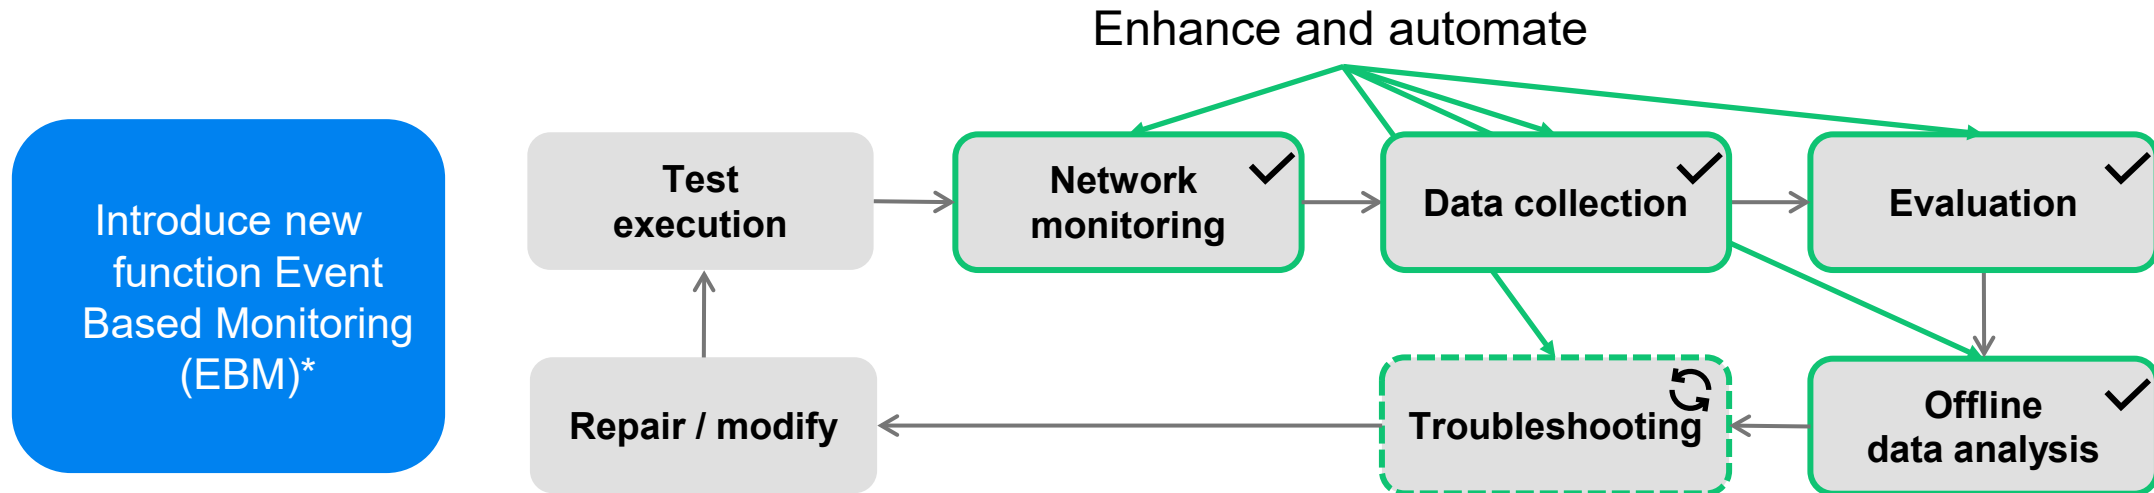 Enhance and automate
Introduce new
function Event
Based Monitoring
(EBM)*
Test
execution
Network
monitoring
Data collection
Evaluation
Repair / modify
Troubleshooting
Offline
data analysis